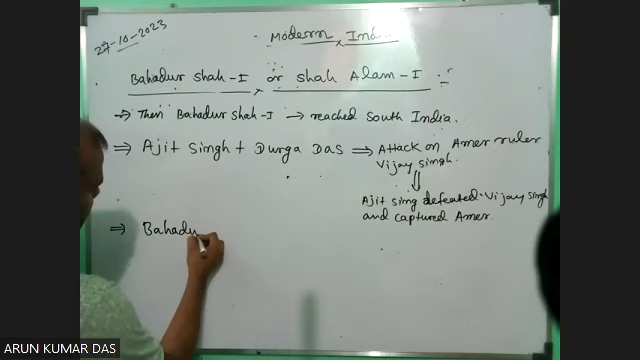 27-10-2023
Modern Ind
Bahadur Shah-I or Shah Alam-I :-
→ Then Bahadur Shah-I → reached South India.
⇒ Ajit Singh + Durga Das ⇒ Attack on Amer ruler
Vijay Singh.
⇓
Ajit sing defeated Vijay Singh
and captured Amer.
⇒ Bahadu
ARUN KUMAR DAS